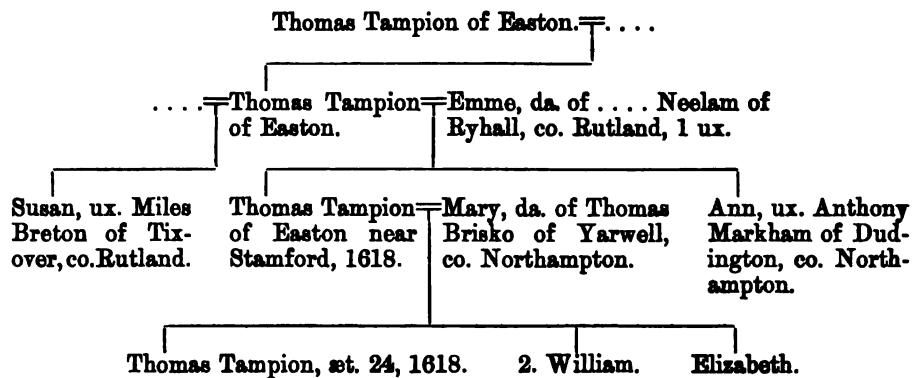 Thomas Tampion of Easton.=....
....=Thomas Tampion=Emme, da. of .... Neelam of
of Easton. Ryhall, co. Rutland, 1 ux.
Susan, ux. Miles
Breton of Tix-
over, co. Rutland.
Thomas Tampion=Mary, da. of Thomas
of Easton near Brisko of Yarwell,
Stamford, 1618. co. Northampton.
Ann, ux. Anthony
Markham of Dud-
ington, co. North-
ampton.
Thomas Tampion, æt. 24, 1618. 2. William. Elizabeth.